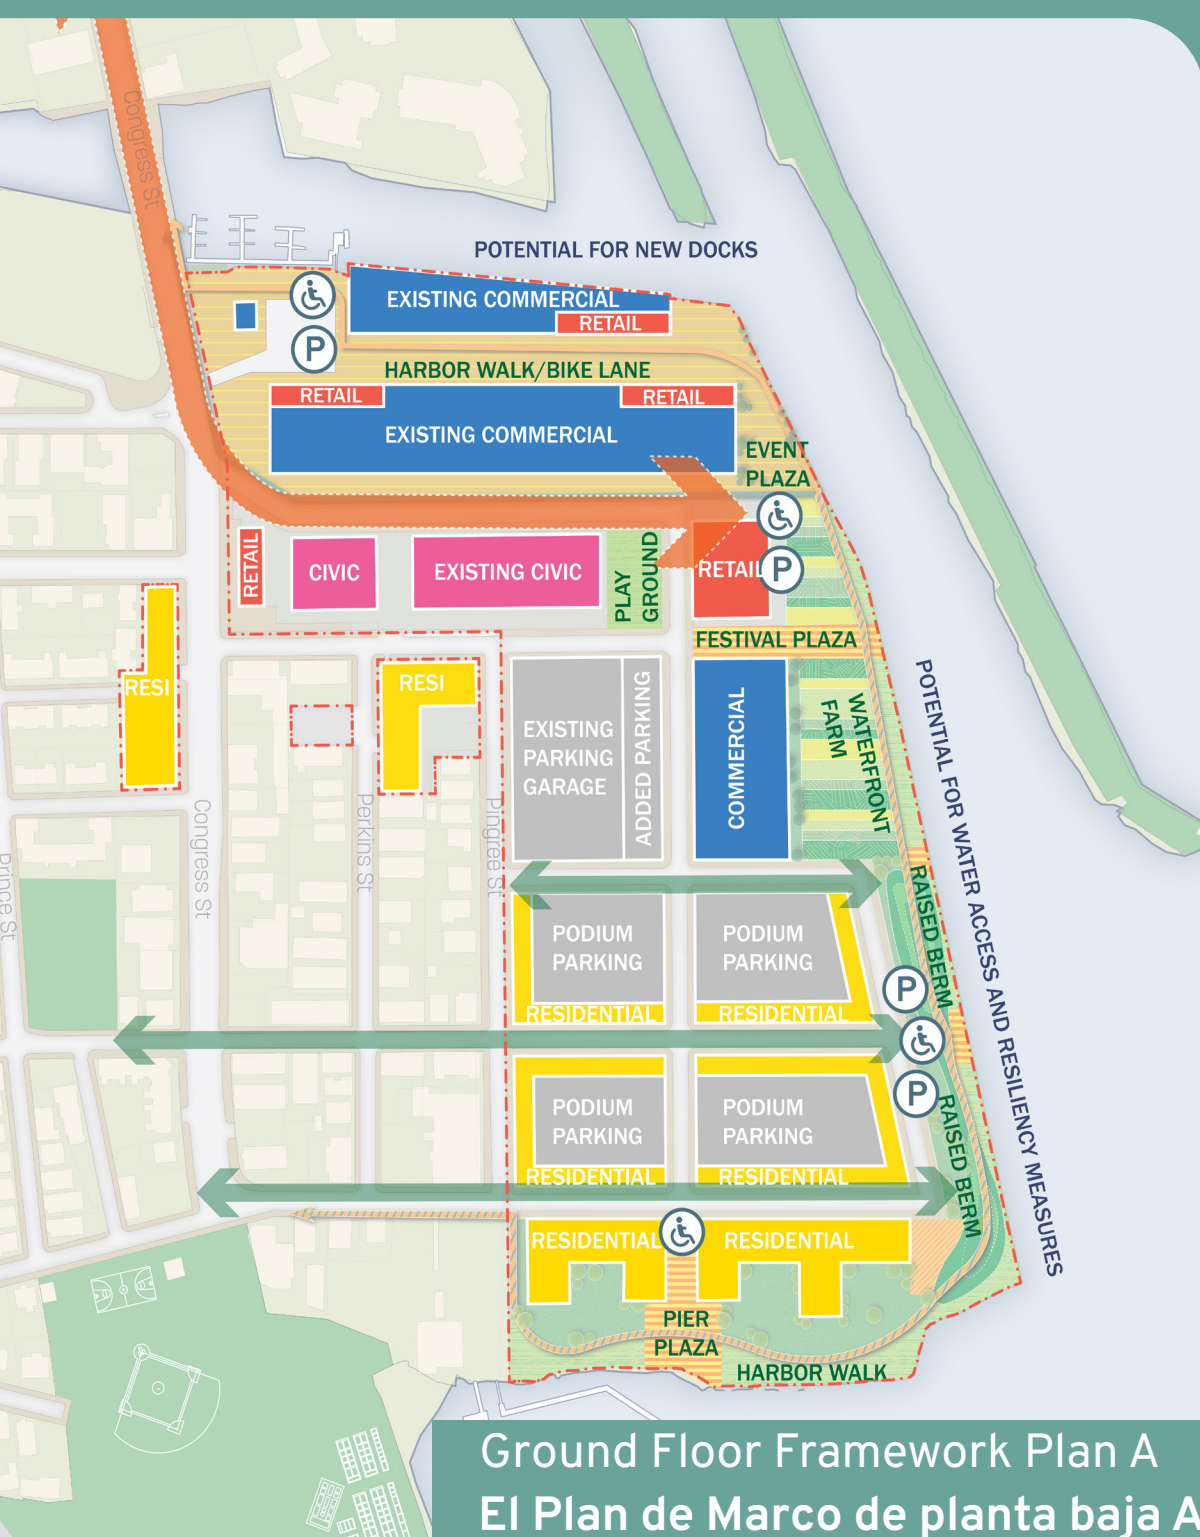 Congress St
POTENTIAL FOR NEW DOCKS
EXISTING COMMERCIAL
RETAIL
P
HARBOR WALK/BIKE LANE
RETAIL
RETAIL
EXISTING COMMERCIAL
EVENT
PLAZA
RETAIL
CIVIC
EXISTING CIVIC
PLAY
GROUND
RETAIL
P
FESTIVAL PLAZA
RESI
RESI
EXISTING
PARKING
GARAGE
ADDED PARKING
COMMERCIAL
WATERFRONT
FARM
POTENTIAL FOR WATER ACCESS AND RESILIENCY MEASURES
Prince St
Congress St
Perkins St
Pingree St
RAISED BERM
PODIUM
PARKING
PODIUM
PARKING
P
RESIDENTIAL
RESIDENTIAL
P
PODIUM
PARKING
PODIUM
PARKING
RAISED BERM
RESIDENTIAL
RESIDENTIAL
RESIDENTIAL
RESIDENTIAL
PIER
PLAZA
HARBOR WALK
Ground Floor Framework Plan A
El Plan de Marco de planta baja A